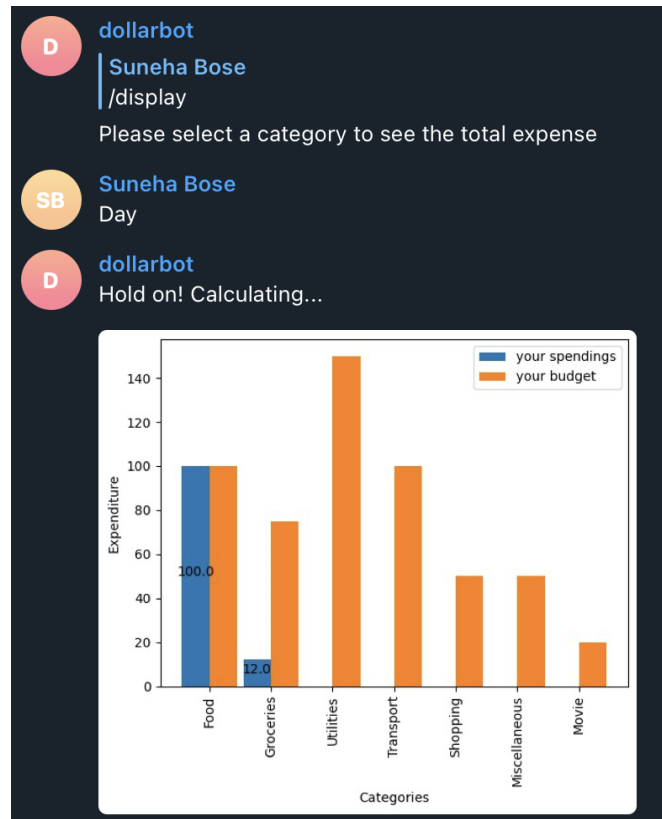 D
dollarbot
Suneha Bose
/display
Please select a category to see the total expense
SB
Suneha Bose
Day
D
dollarbot
Hold on! Calculating...
your spendings
your budget
140
120
100
80
60
40
20
0
Expenditure
100.0
12.0
Food
Groceries
Utilities
Transport
Shopping
Miscellaneous
Movie
Categories